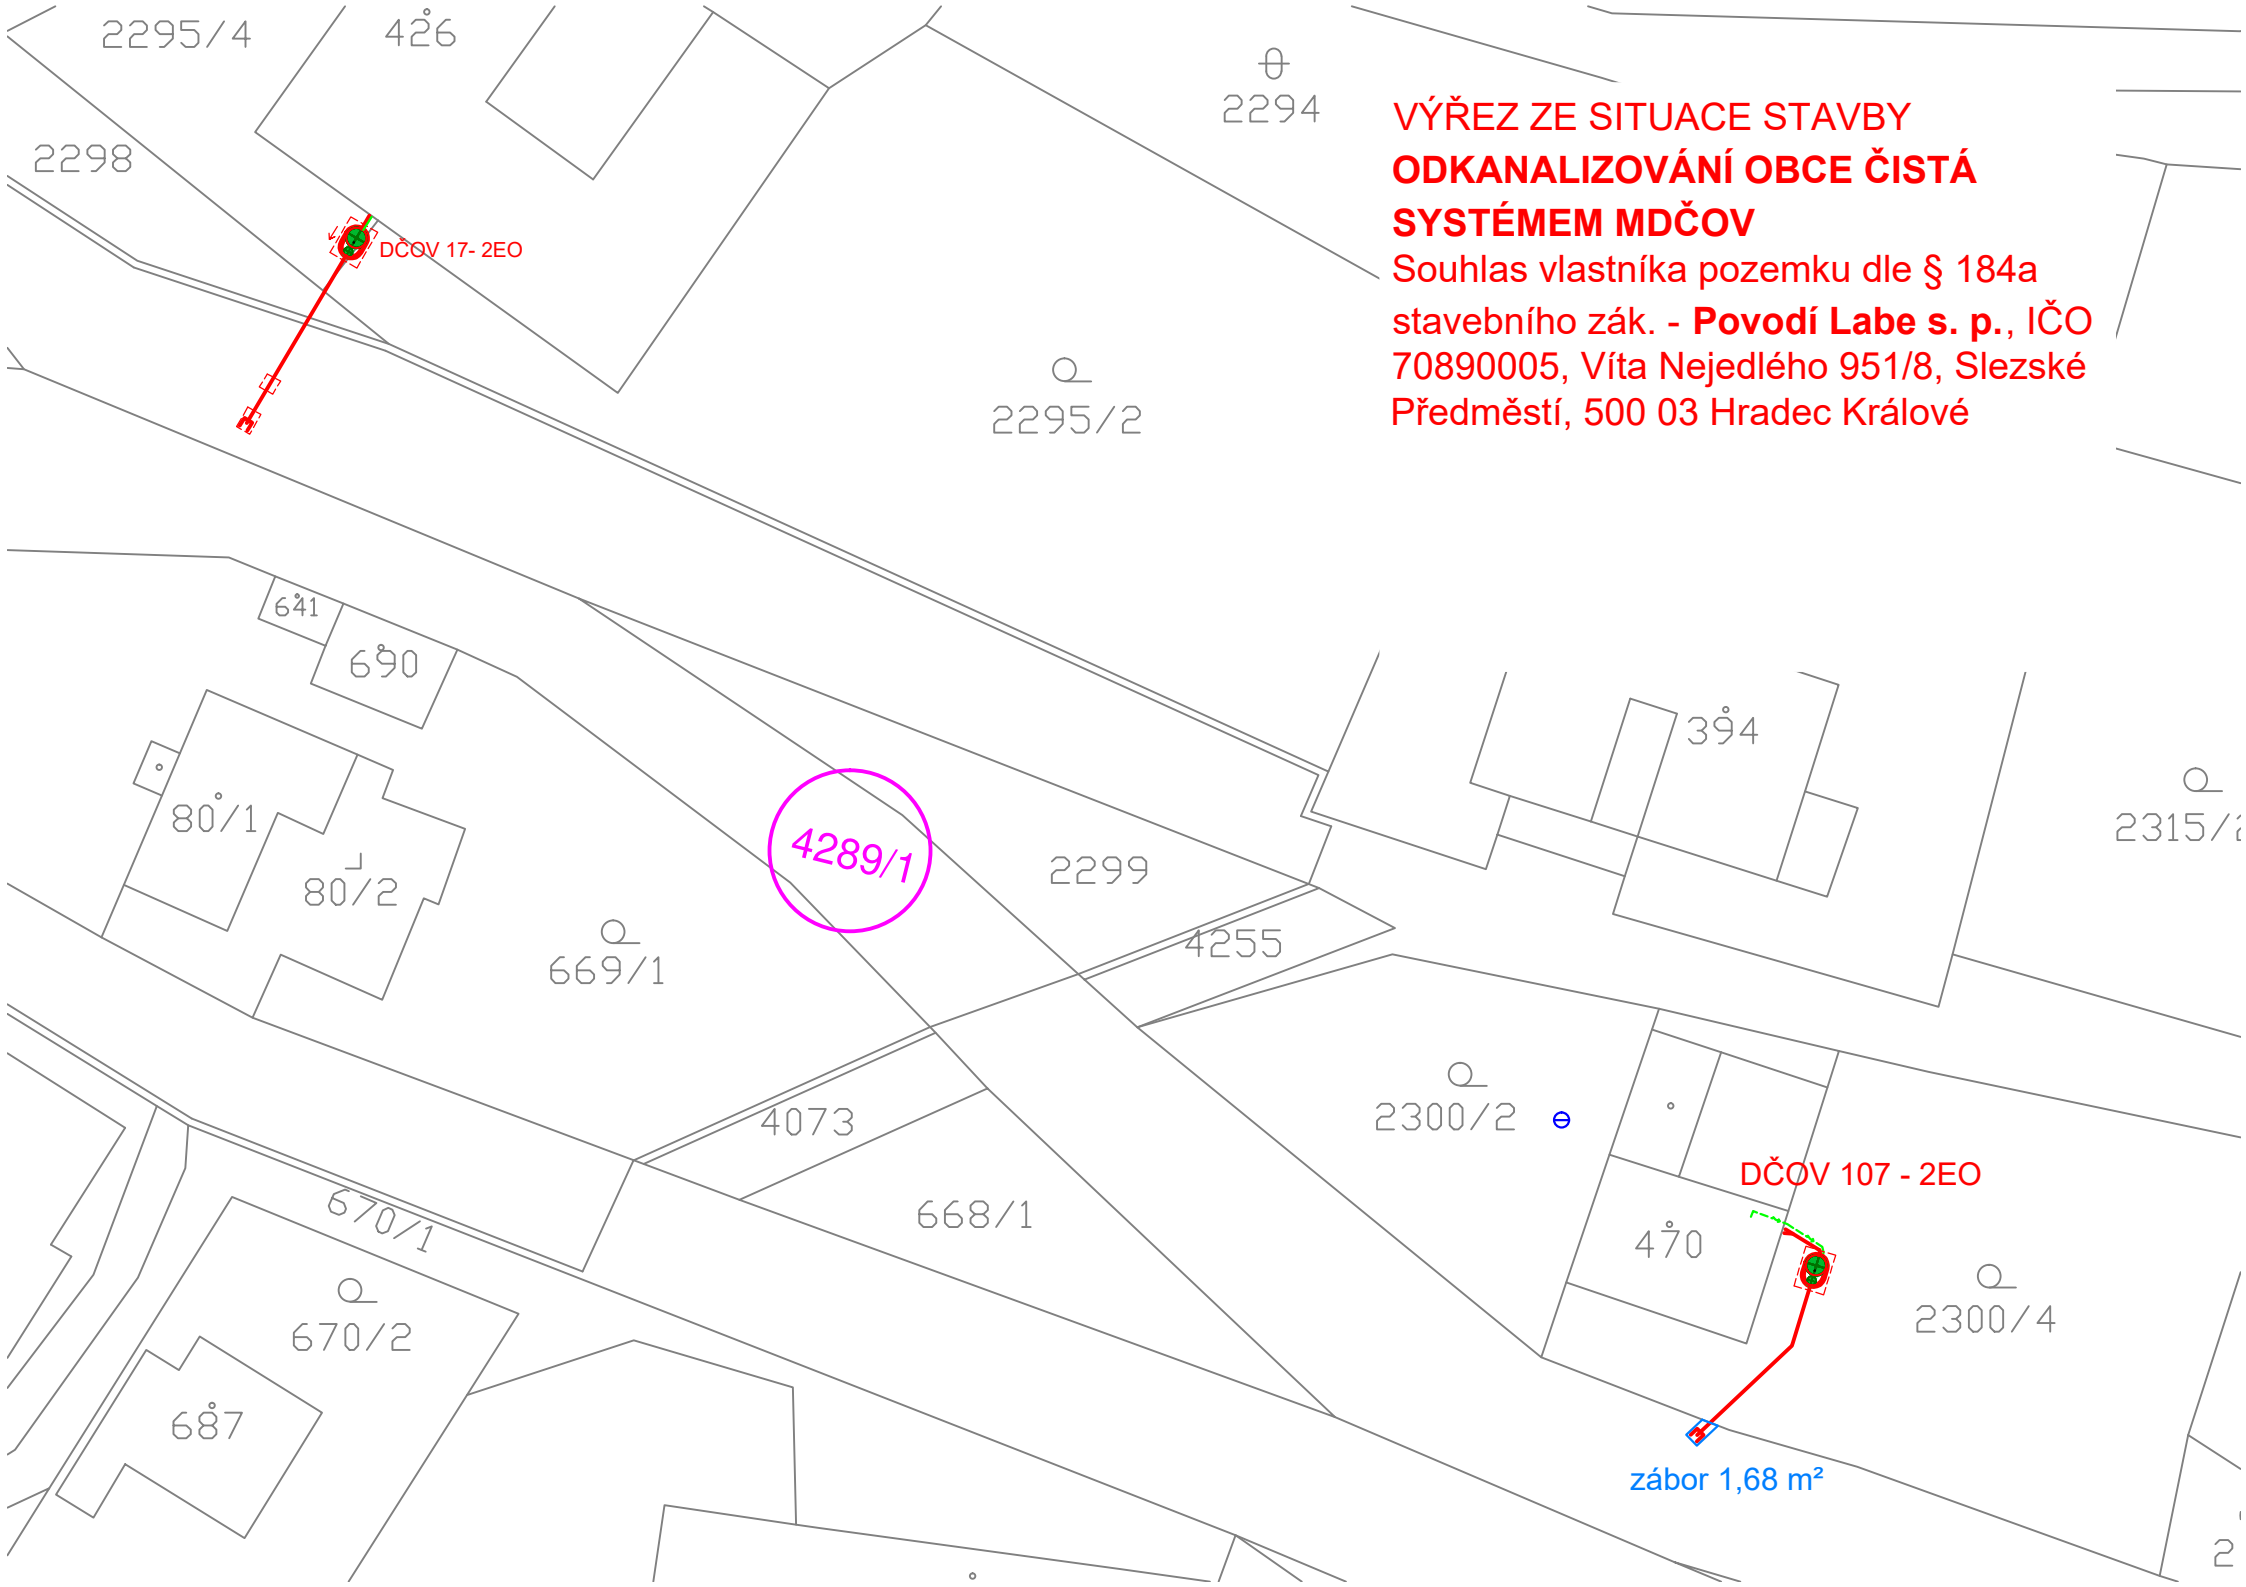 2295/4
426
2294
VÝŘEZ ZE SITUACE STAVBY
ODKANALIZOVÁNÍ OBCE ČISTÁ
SYSTÉMEM MDČOV
Souhlas vlastníka pozemku dle § 184a
stavebního zák. - Povodí Labe s. p., IČO
70890005, Víta Nejedlého 951/8, Slezské
Předměstí, 500 03 Hradec Králové
2298
DČOV 17- 2EO
2295/2
641
690
394
80/1
2315/2
4289/1
2299
80/2
4255
669/1
4073
2300/2
DČOV 107 - 2EO
670/1
668/1
470
2300/4
670/2
687
zábor 1,68 m²
2